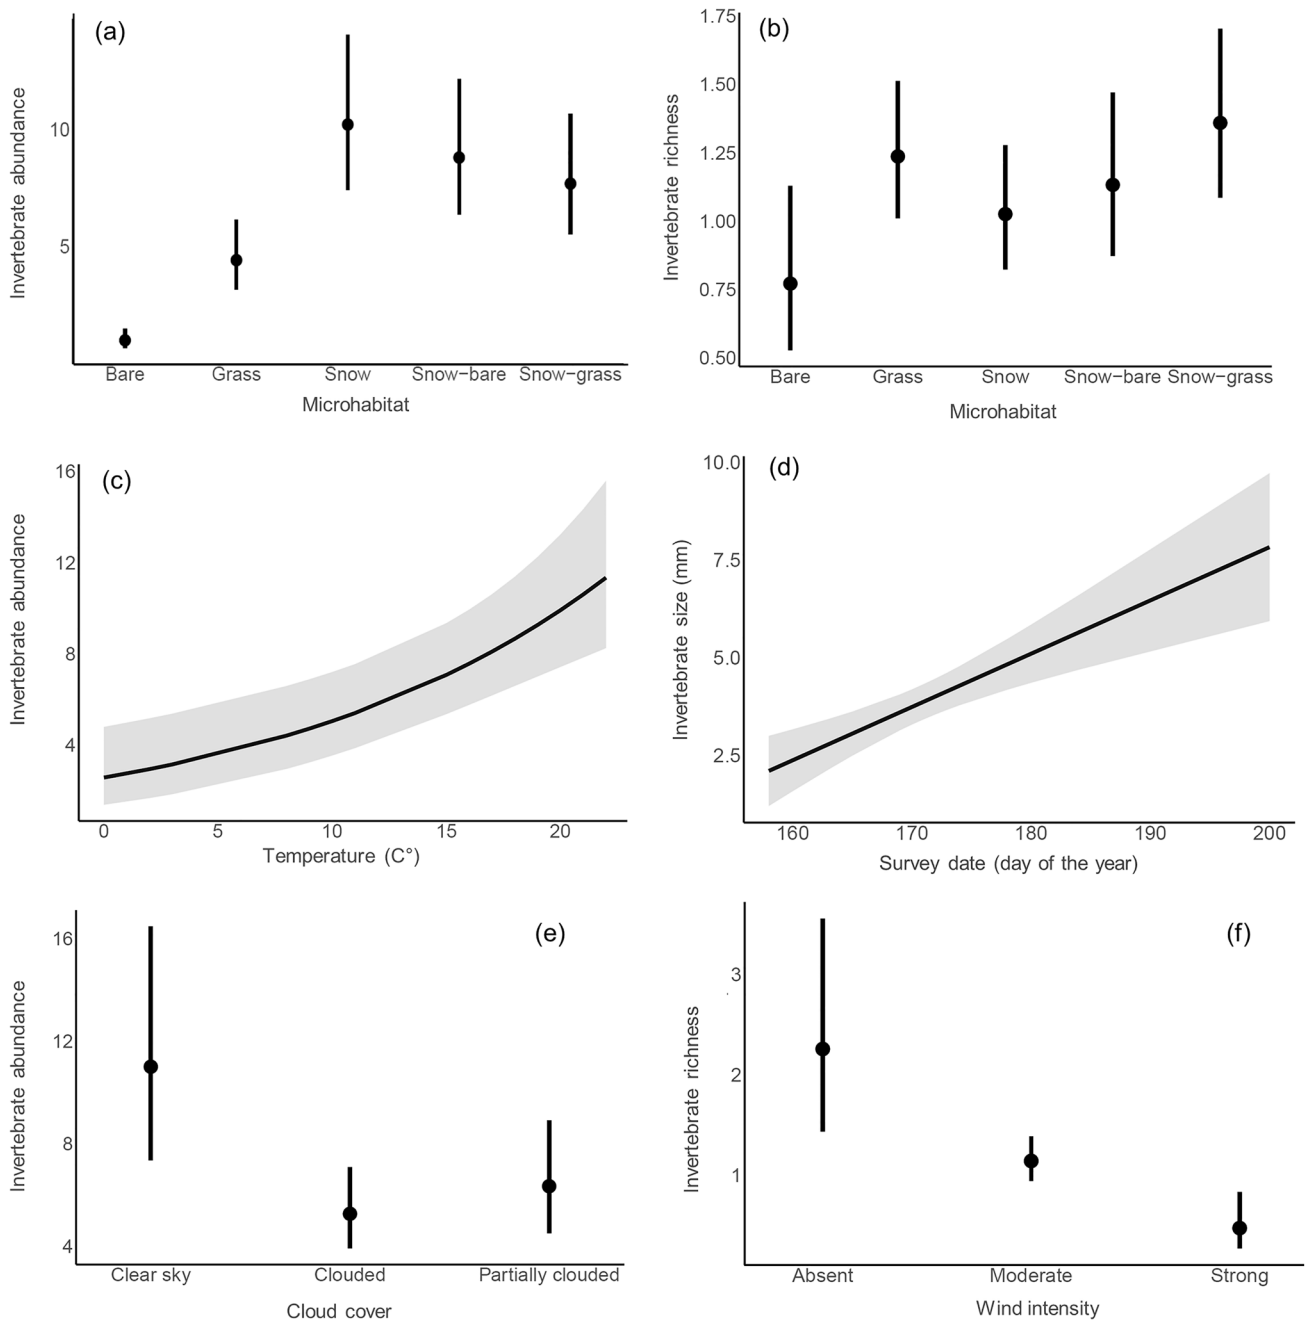 (a)
Invertebrate abundance
10
5
Bare Grass Snow Snow−bare Snow−grass
Microhabitat
(b)
Invertebrate richness
1.75
1.50
1.25
1.00
0.75
0.50
Bare Grass Snow Snow−bare Snow−grass
Microhabitat
(c)
Invertebrate abundance
16
12
8
4
0 5 10 15 20
Temperature (C°)
(d)
Invertebrate size (mm)
10.0
7.5
5.0
2.5
160 170 180 190 200
Survey date (day of the year)
(e)
Invertebrate abundance
16
12
8
4
Clear sky Clouded Partially clouded
Cloud cover
(f)
Invertebrate richness
3
2
1
Absent Moderate Strong
Wind intensity